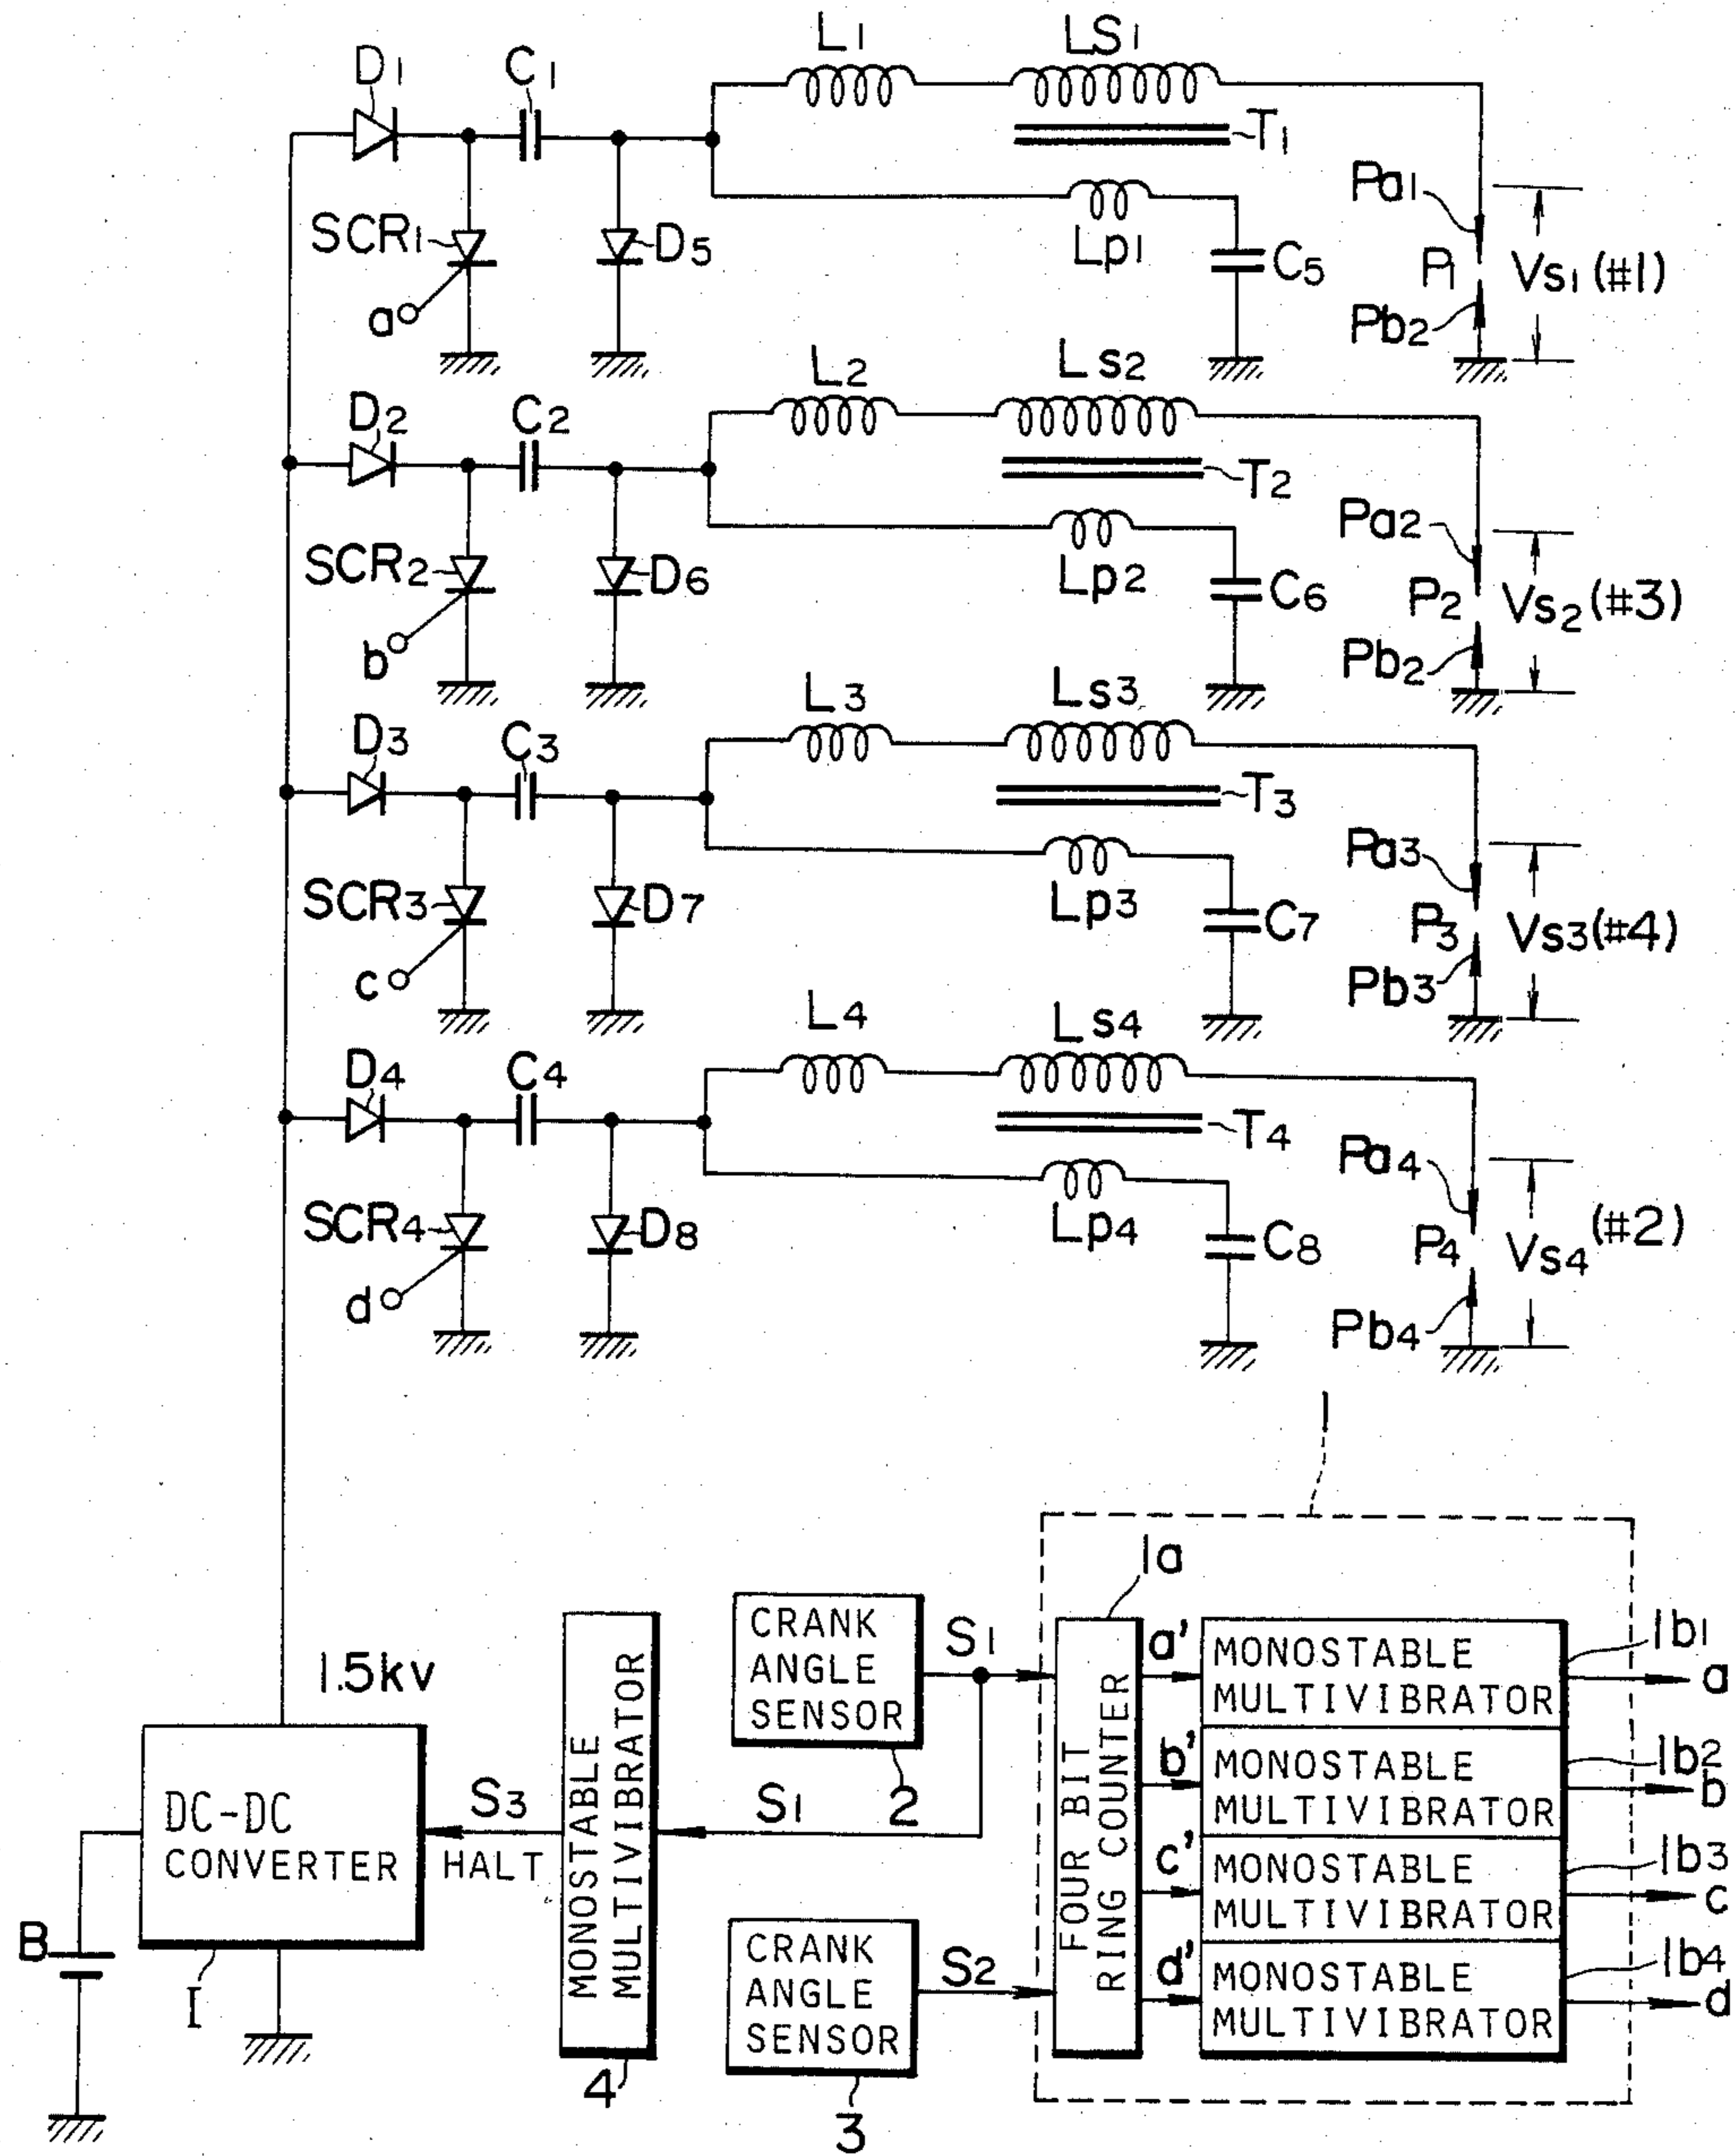 L1
LS1
D1
C1
T1
Pa1
SCR1
D5
Lp1
C5
P1
Vs1 (#1)
a
Pb2
L2
Ls2
D2
C2
T2
Pa2
SCR2
D6
Lp2
C6
P2
Vs2 (#3)
b
Pb2
L3
Ls3
D3
C3
T3
Pa3
SCR3
D7
Lp3
C7
P3
Vs3(#4)
c
Pb3
L4
Ls4
D4
C4
T4
Pa4
SCR4
D8
Lp4
C8
P4
Vs4 (#2)
d
Pb4
1
1a
1.5kv
DC-DC
CONVERTER
B
I
S3
HALT
MONOSTABLE
MULTIVIBRATOR
4
CRANK
ANGLE
SENSOR
2
S1
S1
CRANK
ANGLE
SENSOR
3
S2
FOUR BIT
RING COUNTER
a'
b'
c'
d'
MONOSTABLE
MULTIVIBRATOR
1b1
a
MONOSTABLE
MULTIVIBRATOR
1b2
b
MONOSTABLE
MULTIVIBRATOR
1b3
c
MONOSTABLE
MULTIVIBRATOR
1b4
d